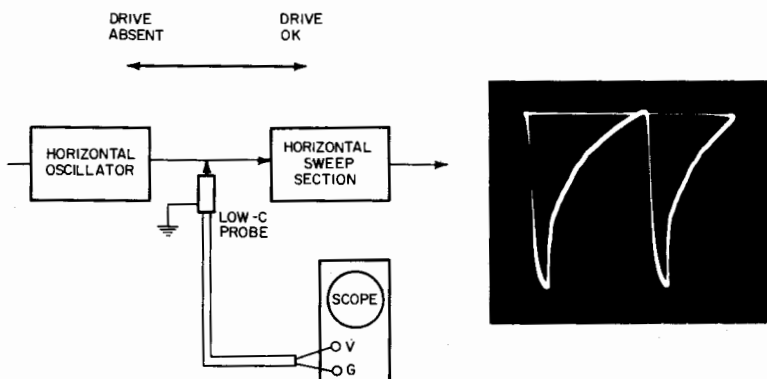 DRIVE
ABSENT
DRIVE
OK
HORIZONTAL
OSCILLATOR
HORIZONTAL
SWEEP
SECTION
LOW-C
PROBE
SCOPE
V
G